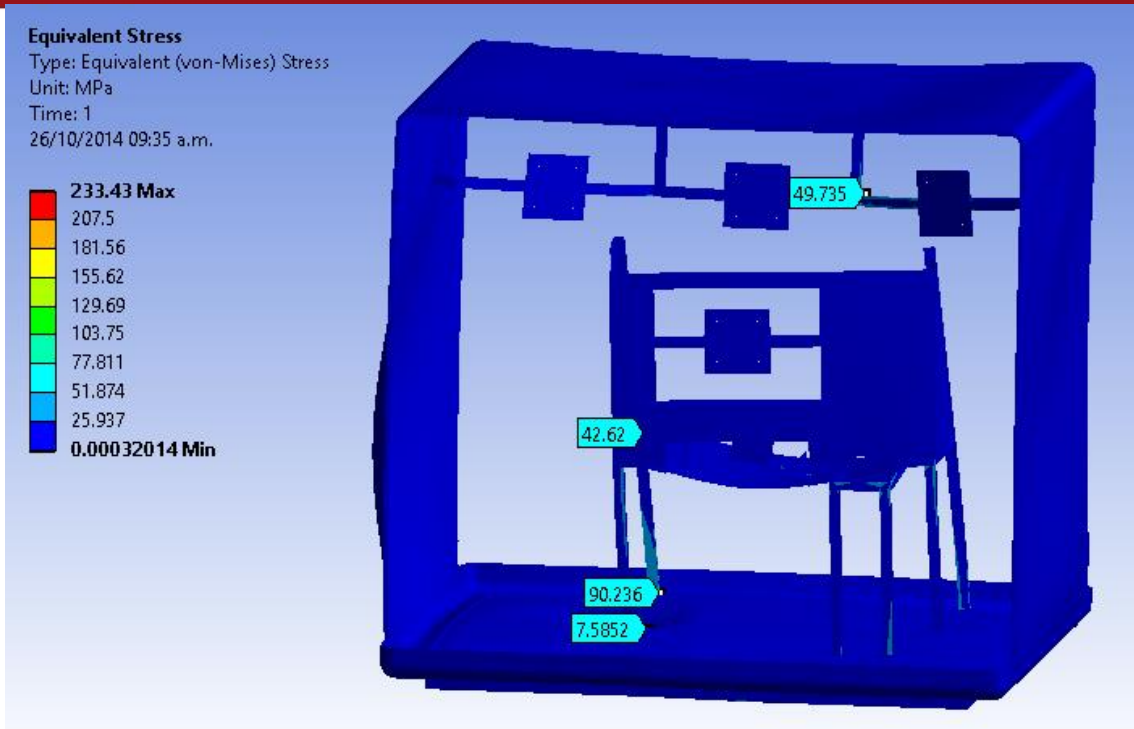 Equivalent Stress
Type: Equivalent (von-Mises) Stress
Unit: MPa
Time: 1
26/10/2014 09:35 a.m.
233.43 Max
207.5
181.56
155.62
129.69
103.75
77.811
51.874
25.937
0.00032014 Min
49.735
42.62
90.236
7.5852